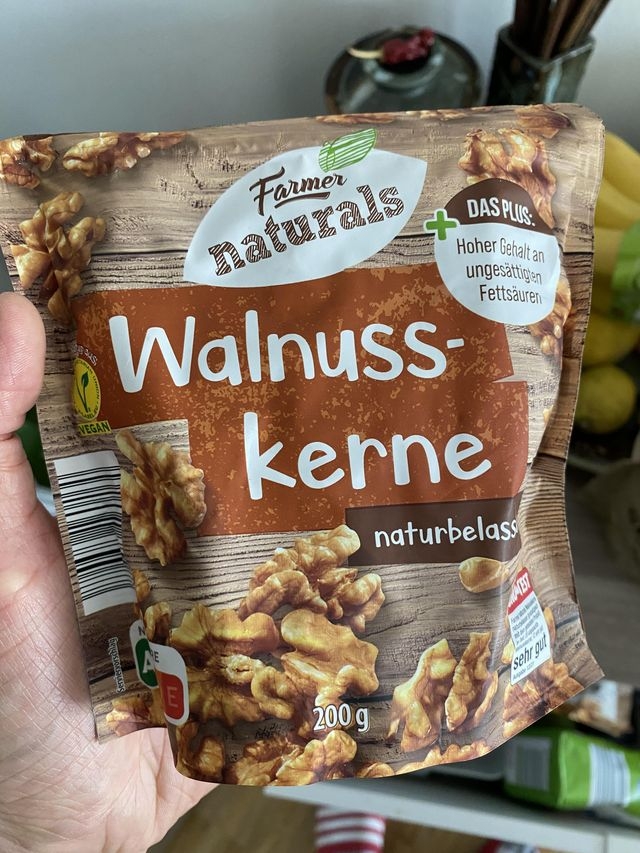 Farmer
naturals
DAS PLUS:
Hoher Gehalt an
ungesättigten
Fettsäuren
Walnuss-
kerne
VEGAN
naturbelass
sehr gut
A
E
200 g